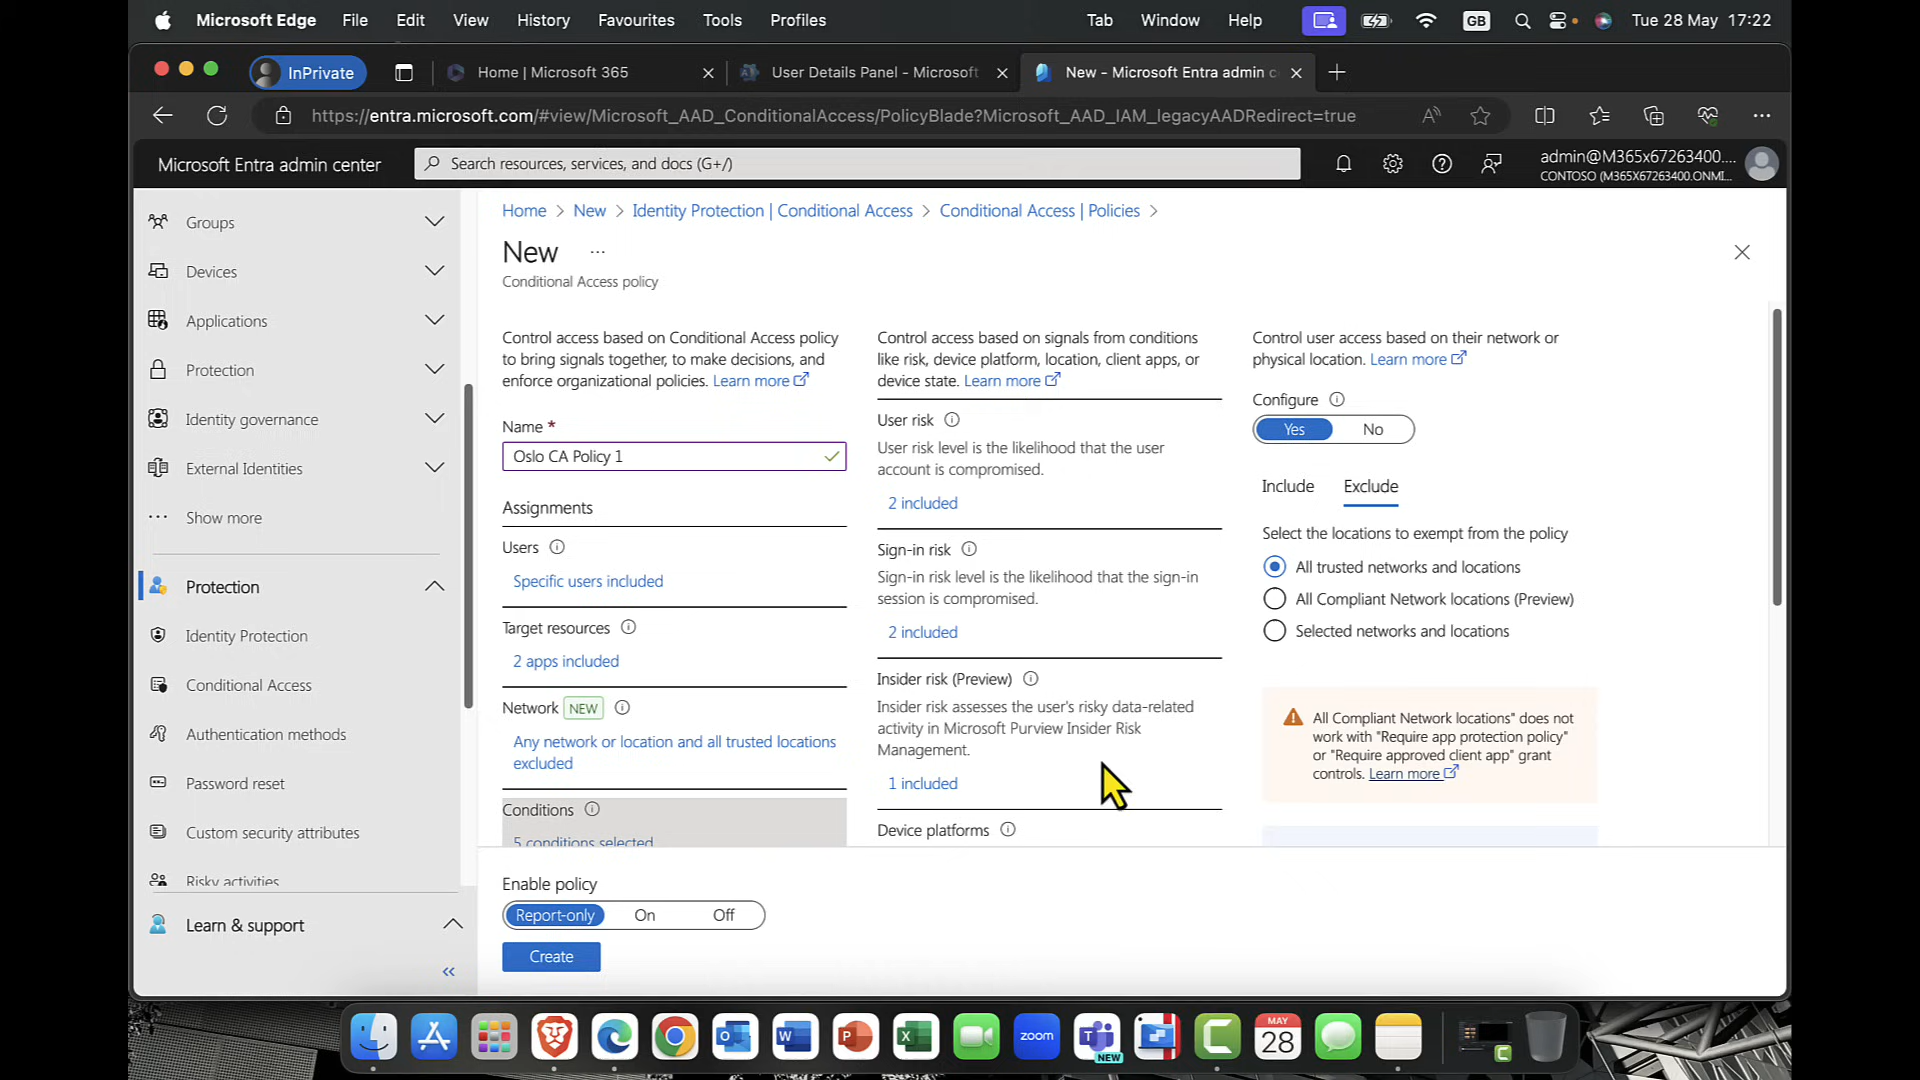 Microsoft Edge File Edit View History Favourites Tools Profiles Tab Window Help GB Tue 28 May 17:22
InPrivate Home | Microsoft 365 User Details Panel - Microsoft New - Microsoft Entra admin c
https://entra.microsoft.com/#view/Microsoft_AAD_ConditionalAccess/PolicyBlade?Microsoft_AAD_IAM_legacyAADRedirect=true
Microsoft Entra admin center
Search resources, services, and docs (G+/)
admin@M365x67263400....
CONTOSO (M365X67263400.ONMI...
Groups
Devices
Applications
Protection
Identity governance
External Identities
Show more
Protection
Identity Protection
Conditional Access
Authentication methods
Password reset
Custom security attributes
Risky activities
Learn & support
Home > New > Identity Protection | Conditional Access > Conditional Access | Policies >
New ...
Conditional Access policy
Control access based on Conditional Access policy
to bring signals together, to make decisions, and
enforce organizational policies. Learn more
Name *
Oslo CA Policy 1
Assignments
Users
Specific users included
Target resources
2 apps included
Network NEW
Any network or location and all trusted locations
excluded
Conditions
5 conditions selected
Control access based on signals from conditions
like risk, device platform, location, client apps, or
device state. Learn more
User risk
User risk level is the likelihood that the user
account is compromised.
2 included
Sign-in risk
Sign-in risk level is the likelihood that the sign-in
session is compromised.
2 included
Insider risk (Preview)
Insider risk assesses the user's risky data-related
activity in Microsoft Purview Insider Risk
Management.
1 included
Device platforms
Control user access based on their network or
physical location. Learn more
Configure
Yes No
Include Exclude
Select the locations to exempt from the policy
All trusted networks and locations
All Compliant Network locations (Preview)
Selected networks and locations
All Compliant Network locations" does not
work with "Require app protection policy"
or "Require approved client app" grant
controls. Learn more
Enable policy
Report-only On Off
Create
zoom
NEW
MAY
28